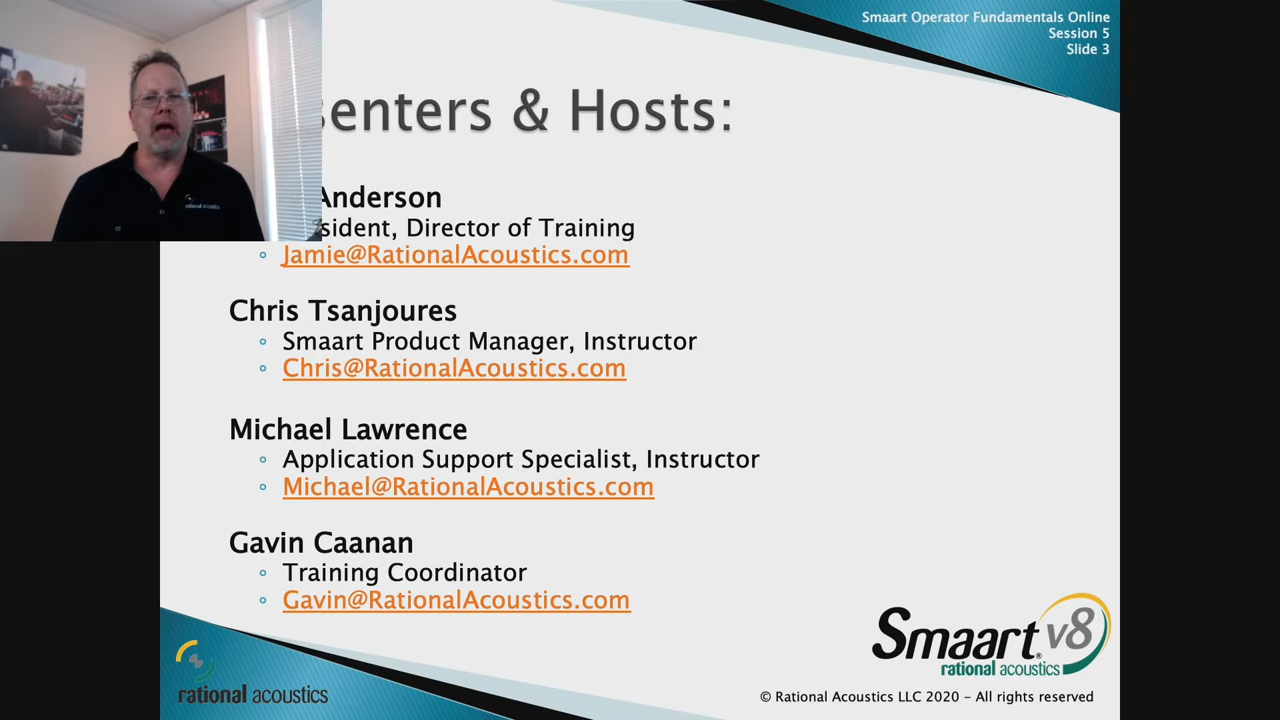 Smaart Operator Fundamentals Online
Session 5
Slide 3
senters & Hosts:
Anderson
sident, Director of Training
Jamie@RationalAcoustics.com
Chris Tsanjoures
Smaart Product Manager, Instructor
Chris@RationalAcoustics.com
Michael Lawrence
Application Support Specialist, Instructor
Michael@RationalAcoustics.com
Gavin Caanan
Training Coordinator
Gavin@RationalAcoustics.com
Smaart® v8
rational acoustics
rational acoustics
© Rational Acoustics LLC 2020 – All rights reserved
rational acoustics